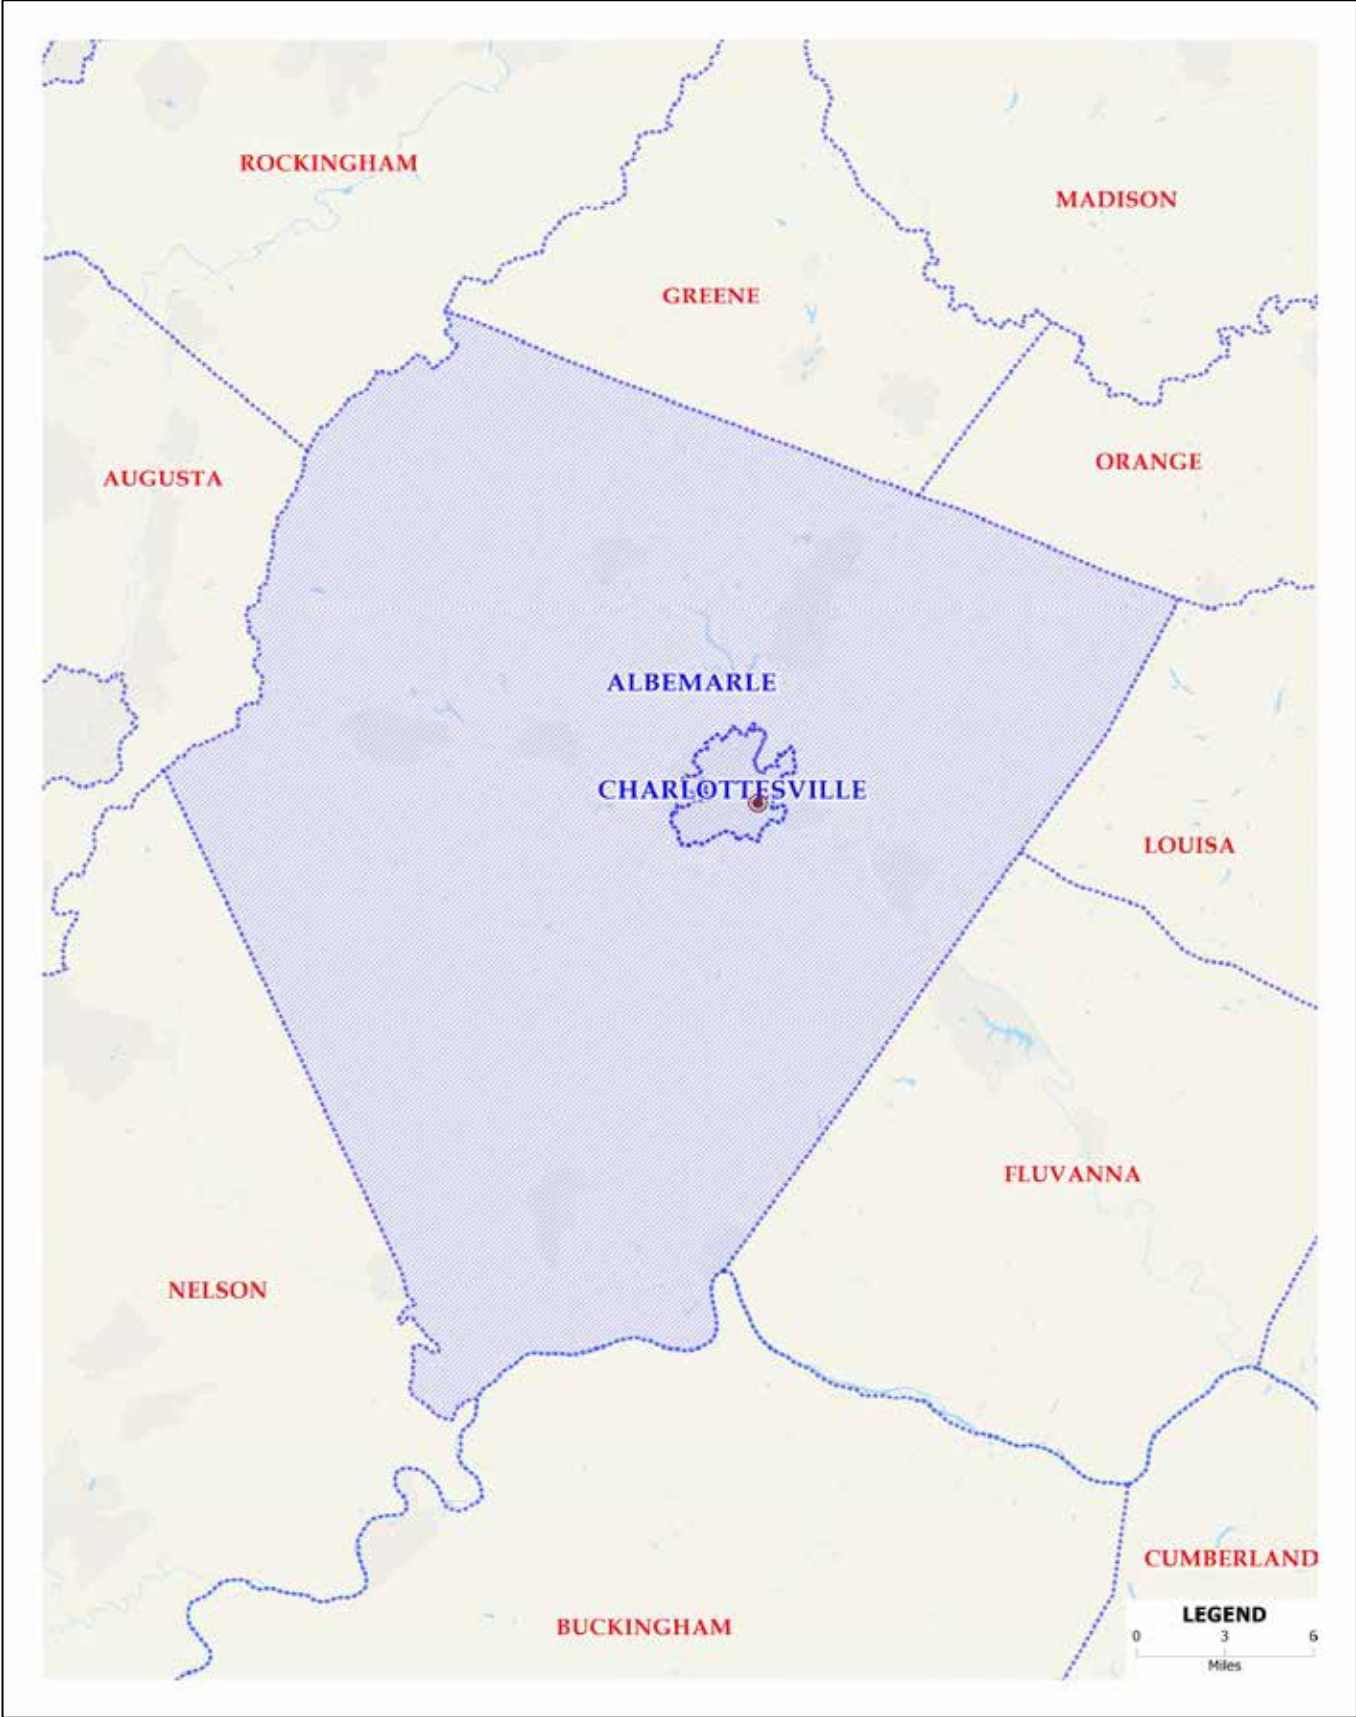 ROCKINGHAM
MADISON
GREENE
ORANGE
AUGUSTA
ALBEMARLE
CHARLOTTESVILLE
LOUISA
FLUVANNA
NELSON
CUMBERLAND
BUCKINGHAM
LEGEND
0 3 6
Miles